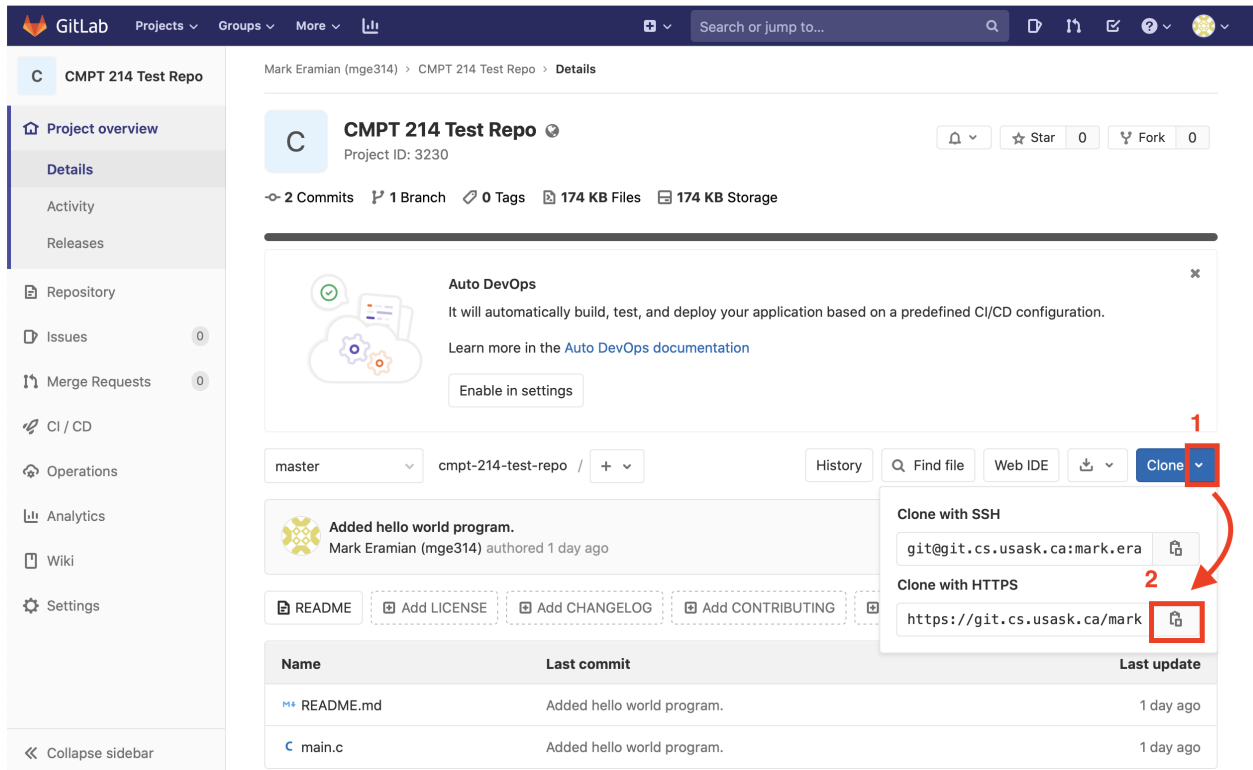 GitLab Projects Groups More Search or jump to...
C CMPT 214 Test Repo
Project overview
Details
Activity
Releases
Repository
Issues 0
Merge Requests 0
CI / CD
Operations
Analytics
Wiki
Settings
Collapse sidebar
Mark Eramian (mge314) > CMPT 214 Test Repo > Details
C
CMPT 214 Test Repo
Project ID: 3230
Star 0 Fork 0
2 Commits 1 Branch 0 Tags 174 KB Files 174 KB Storage
Auto DevOps
It will automatically build, test, and deploy your application based on a predefined CI/CD configuration.
Learn more in the Auto DevOps documentation
Enable in settings
1
master cmpt-214-test-repo / + History Find file Web IDE Clone
Added hello world program.
Mark Eramian (mge314) authored 1 day ago
Clone with SSH
git@git.cs.usask.ca:mark.era
Clone with HTTPS
2
https://git.cs.usask.ca/mark
README Add LICENSE Add CHANGELOG Add CONTRIBUTING
Name Last commit Last update
M README.md Added hello world program. 1 day ago
C main.c Added hello world program. 1 day ago